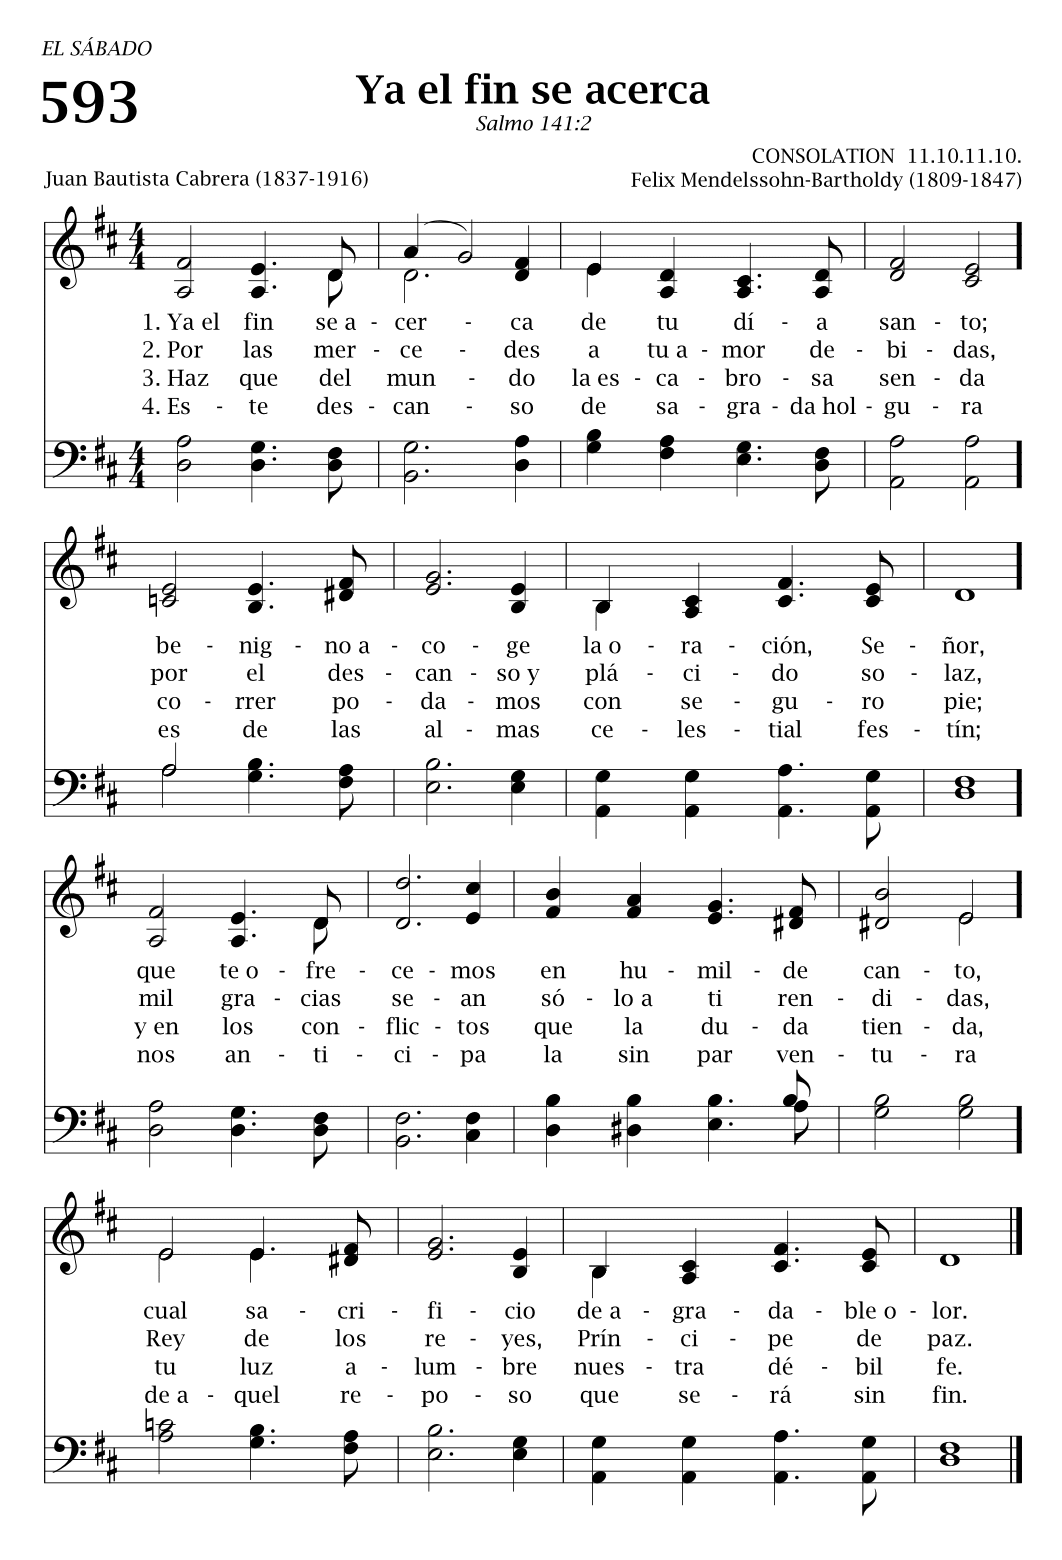 EL SÁBADO
593
Ya el fin se acerca
Salmo 141:2
CONSOLATION 11.10.11.10.
Juan Bautista Cabrera (1837-1916)
Felix Mendelssohn-Bartholdy (1809-1847)
1. Ya el fin se a - cer - ca de tu dí - a san - to;
2. Por las mer - ce - des a tu a - mor de - bi - das,
3. Haz que del mun - do la es - ca - bro - sa sen - da
4. Es - te des - can - so de sa - gra - da hol - gu - ra
be - nig - no a - co - ge la o - ra - ción, Se - ñor,
por el des - can - so y plá - ci - do so - laz,
co - rrer po - da - mos con se - gu - ro pie;
es de las al - mas ce - les - tial fes - tín;
que te o - fre - ce - mos en hu - mil - de can - to,
mil gra - cias se - an só - lo a ti ren - di - das,
y en los con - flic - tos que la du - da tien - da,
nos an - ti - ci - pa la sin par ven - tu - ra
cual sa - cri - fi - cio de a - gra - da - ble o - lor.
Rey de los re - yes, Prín - ci - pe de paz.
tu luz a - lum - bre nues - tra dé - bil fe.
de a - quel re - po - so que se - rá sin fin.